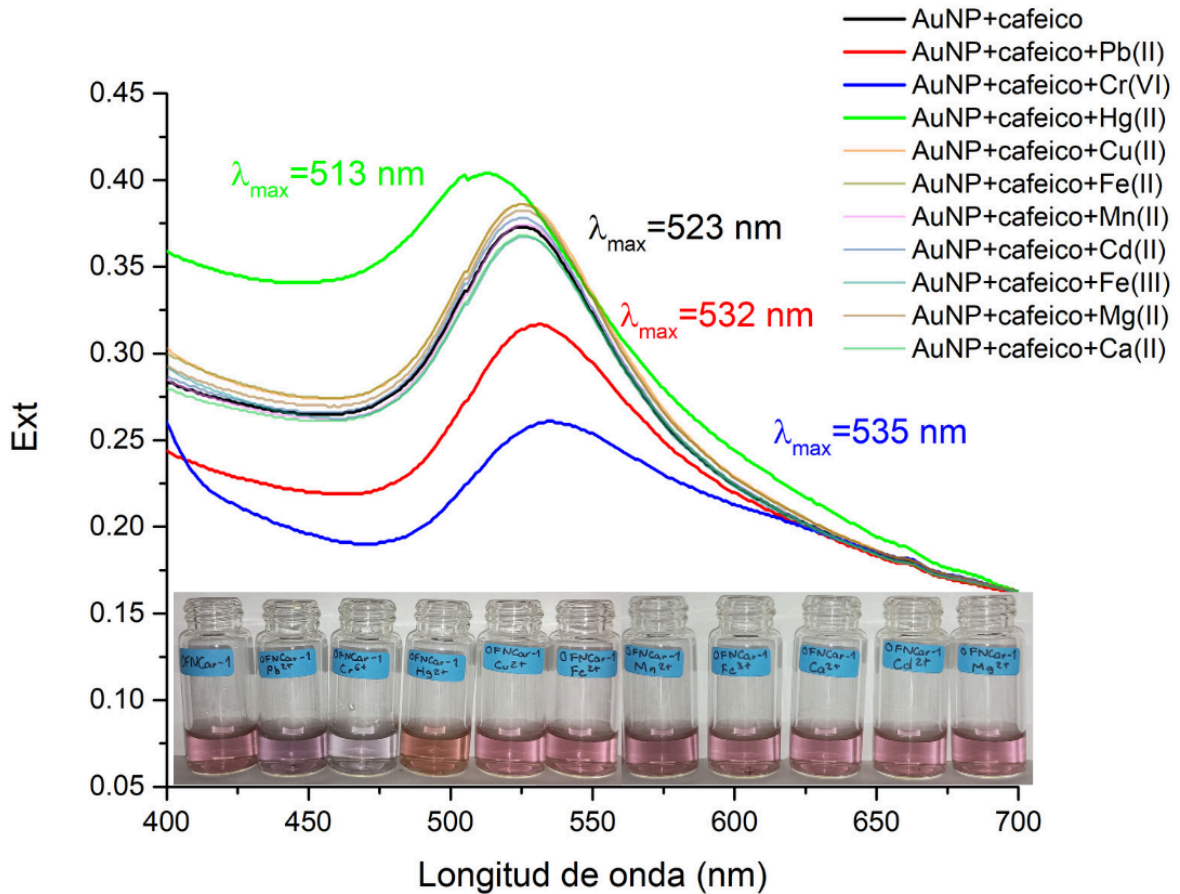 AuNP+cafeico
AuNP+cafeico+Pb(II)
AuNP+cafeico+Cr(VI)
AuNP+cafeico+Hg(II)
AuNP+cafeico+Cu(II)
AuNP+cafeico+Fe(II)
AuNP+cafeico+Mn(II)
AuNP+cafeico+Cd(II)
AuNP+cafeico+Fe(III)
AuNP+cafeico+Mg(II)
AuNP+cafeico+Ca(II)
0.45
0.40
0.35
0.30
0.25
0.20
0.15
0.10
0.05
Ext
λmax=513 nm
λmax=523 nm
λmax=532 nm
λmax=535 nm
OFNCar-1
OFNCar-1
Pb2+
OFNCar-1
Cr6+
OFNCar-1
Hg2+
OFNCar-1
Cu2+
OFNCar-1
Fe2+
OFNCar-1
Mn2+
OFNCar-1
Fe3+
OFNCar-1
Ca2+
OFNCar-1
Cd2+
OFNCar-1
Mg2+
400 450 500 550 600 650 700
Longitud de onda (nm)